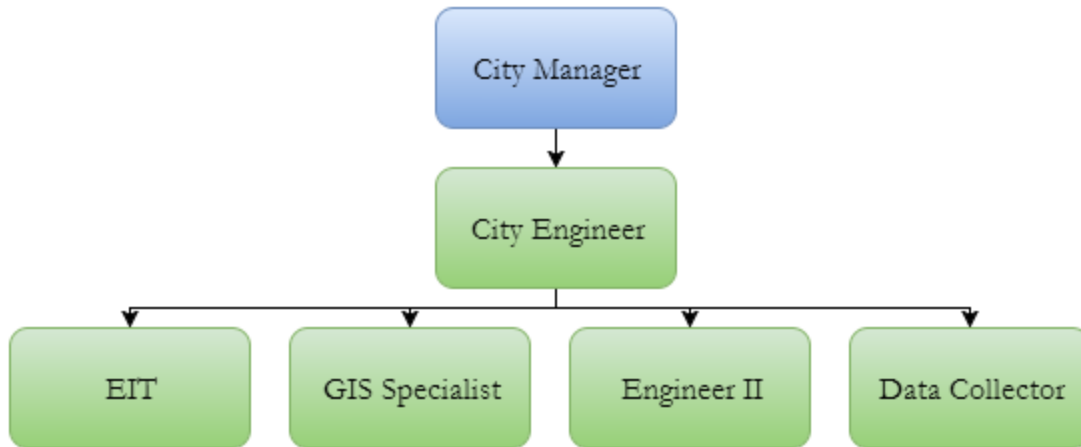 City Manager
City Engineer
EIT
GIS Specialist
Engineer II
Data Collector